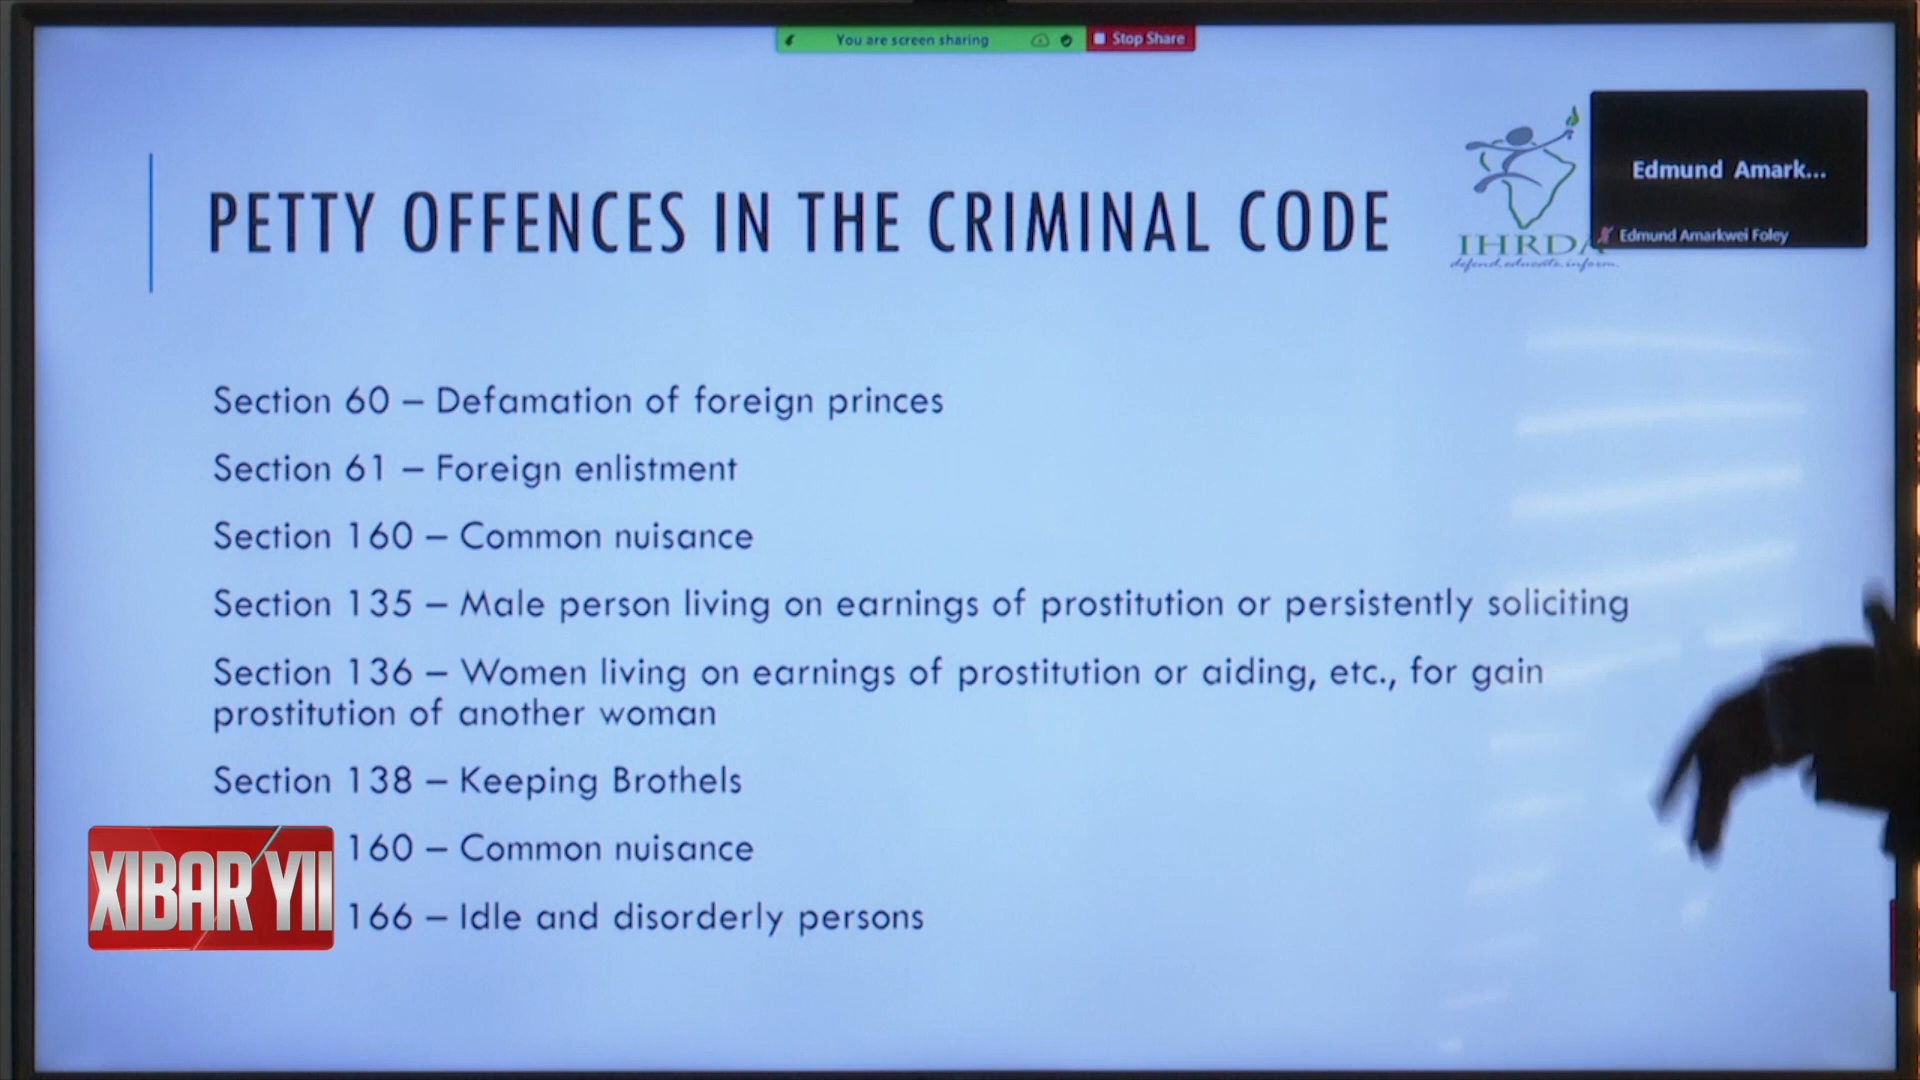 You are screen sharing
Stop Share
PETTY OFFENCES IN THE CRIMINAL CODE
IHRDA
defend.educate.inform.
Edmund Amark...
Edmund Amarkwei Foley
Section 60 – Defamation of foreign princes
Section 61 – Foreign enlistment
Section 160 – Common nuisance
Section 135 – Male person living on earnings of prostitution or persistently soliciting
Section 136 – Women living on earnings of prostitution or aiding, etc., for gain
prostitution of another woman
Section 138 – Keeping Brothels
160 – Common nuisance
166 – Idle and disorderly persons
XIBAR YII